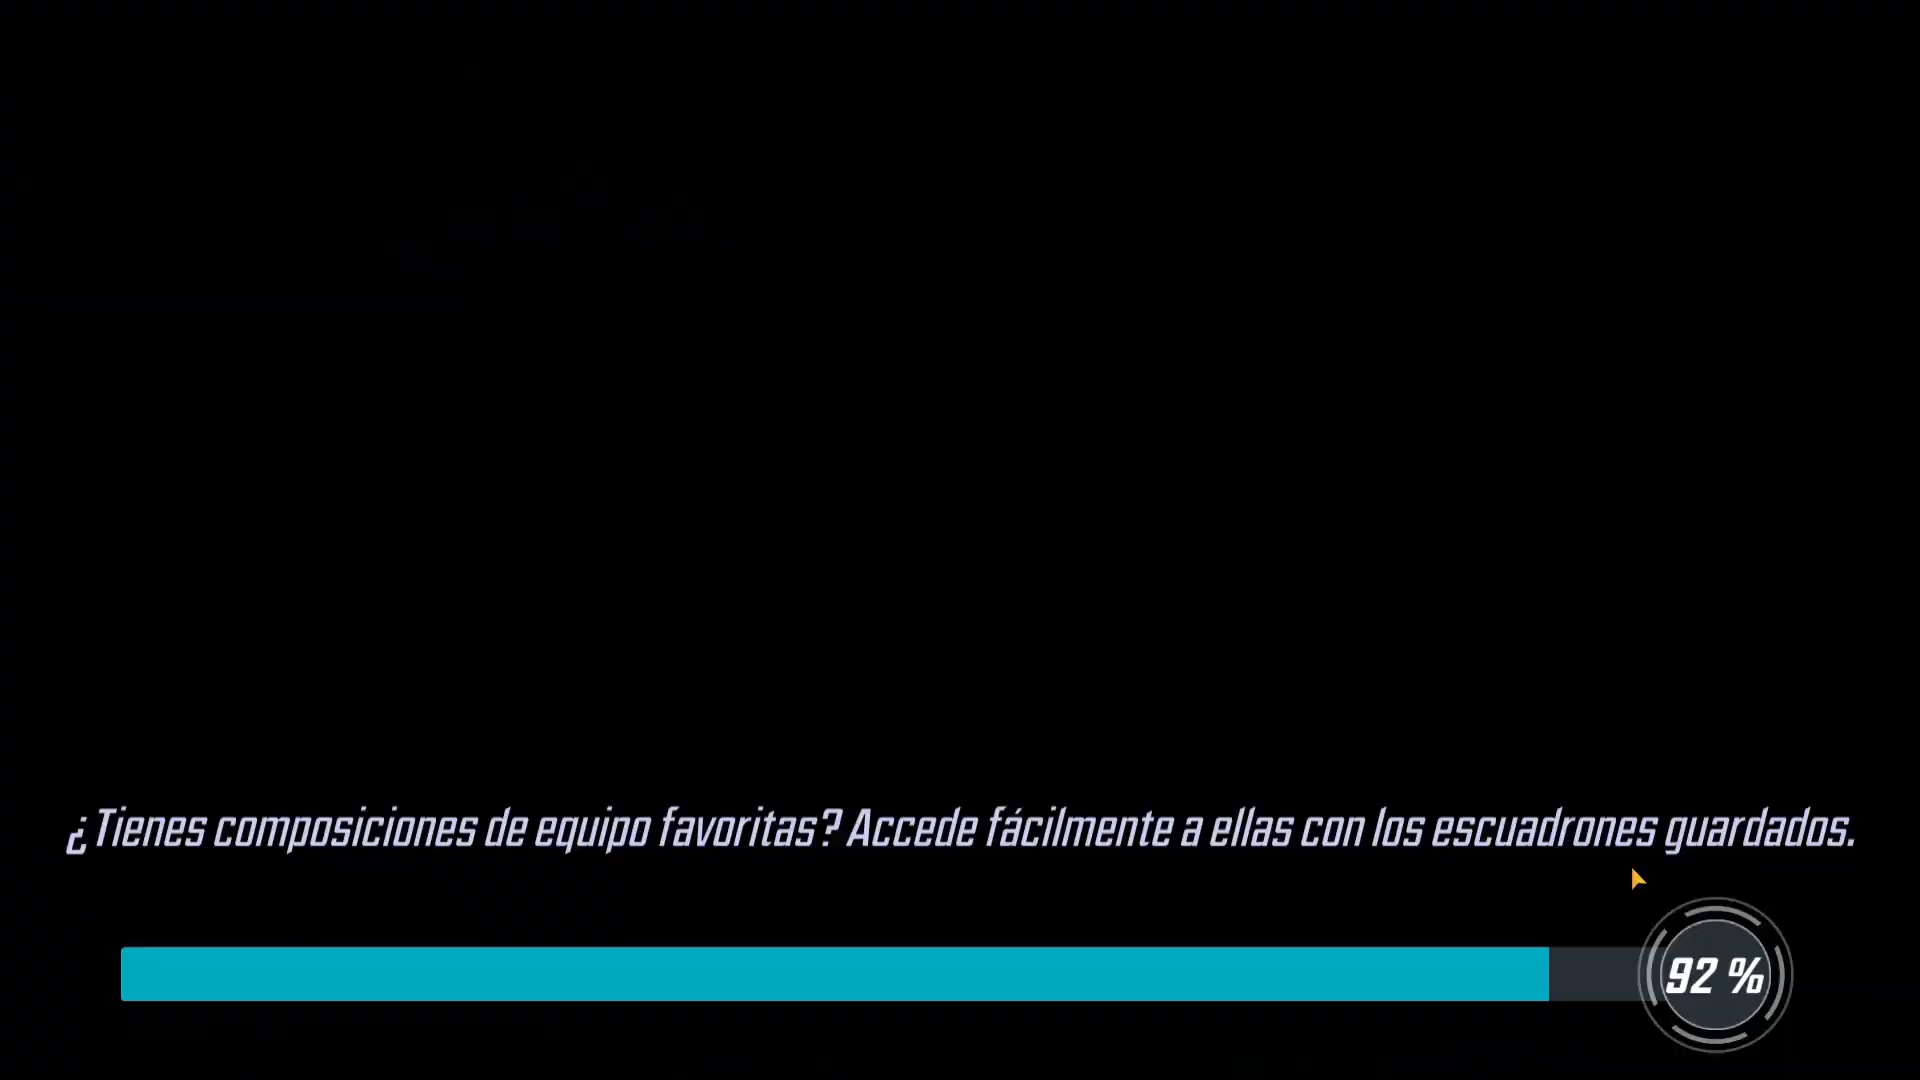 ¿Tienes composiciones de equipo favoritas? Accede fácilmente a ellas con los escuadrones guardados.
92 %